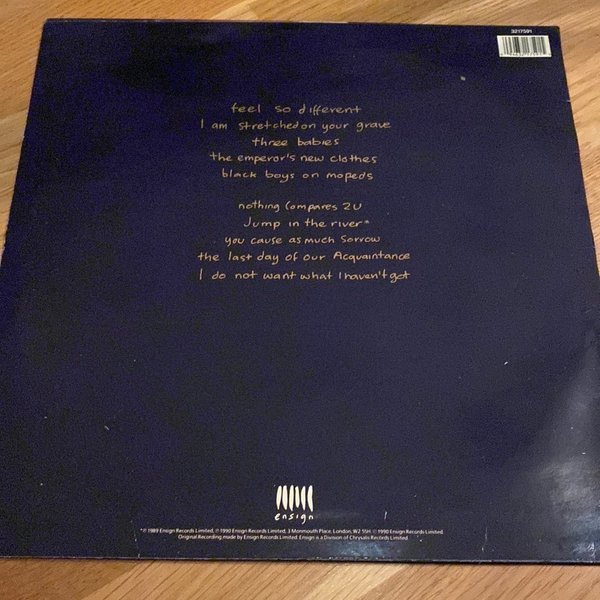 3217591
feel so different
I am stretched on your grave
three babies
the emperor's new clothes
black boys on mopeds
nothing Compares 2 U
Jump in the river*
you cause as much Sorrow
the last day of our Acquaintance
I do not want what I haven't got
ensign
*℗ 1989 Ensign Records Limited, ℗ 1990 Ensign Records Limited, 3 Monmouth Place, London, W2 5SH. © 1990 Ensign Records Limited
Original Recording made by Ensign Records Limited. Ensign is a Division of Chrysalis Records Limited.